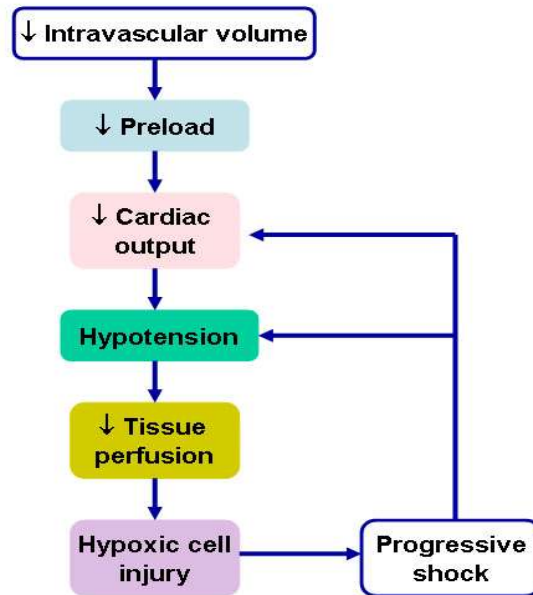 ↓ Intravascular volume
↓ Preload
↓ Cardiac
output
Hypotension
↓ Tissue
perfusion
Hypoxic cell
injury
Progressive
shock